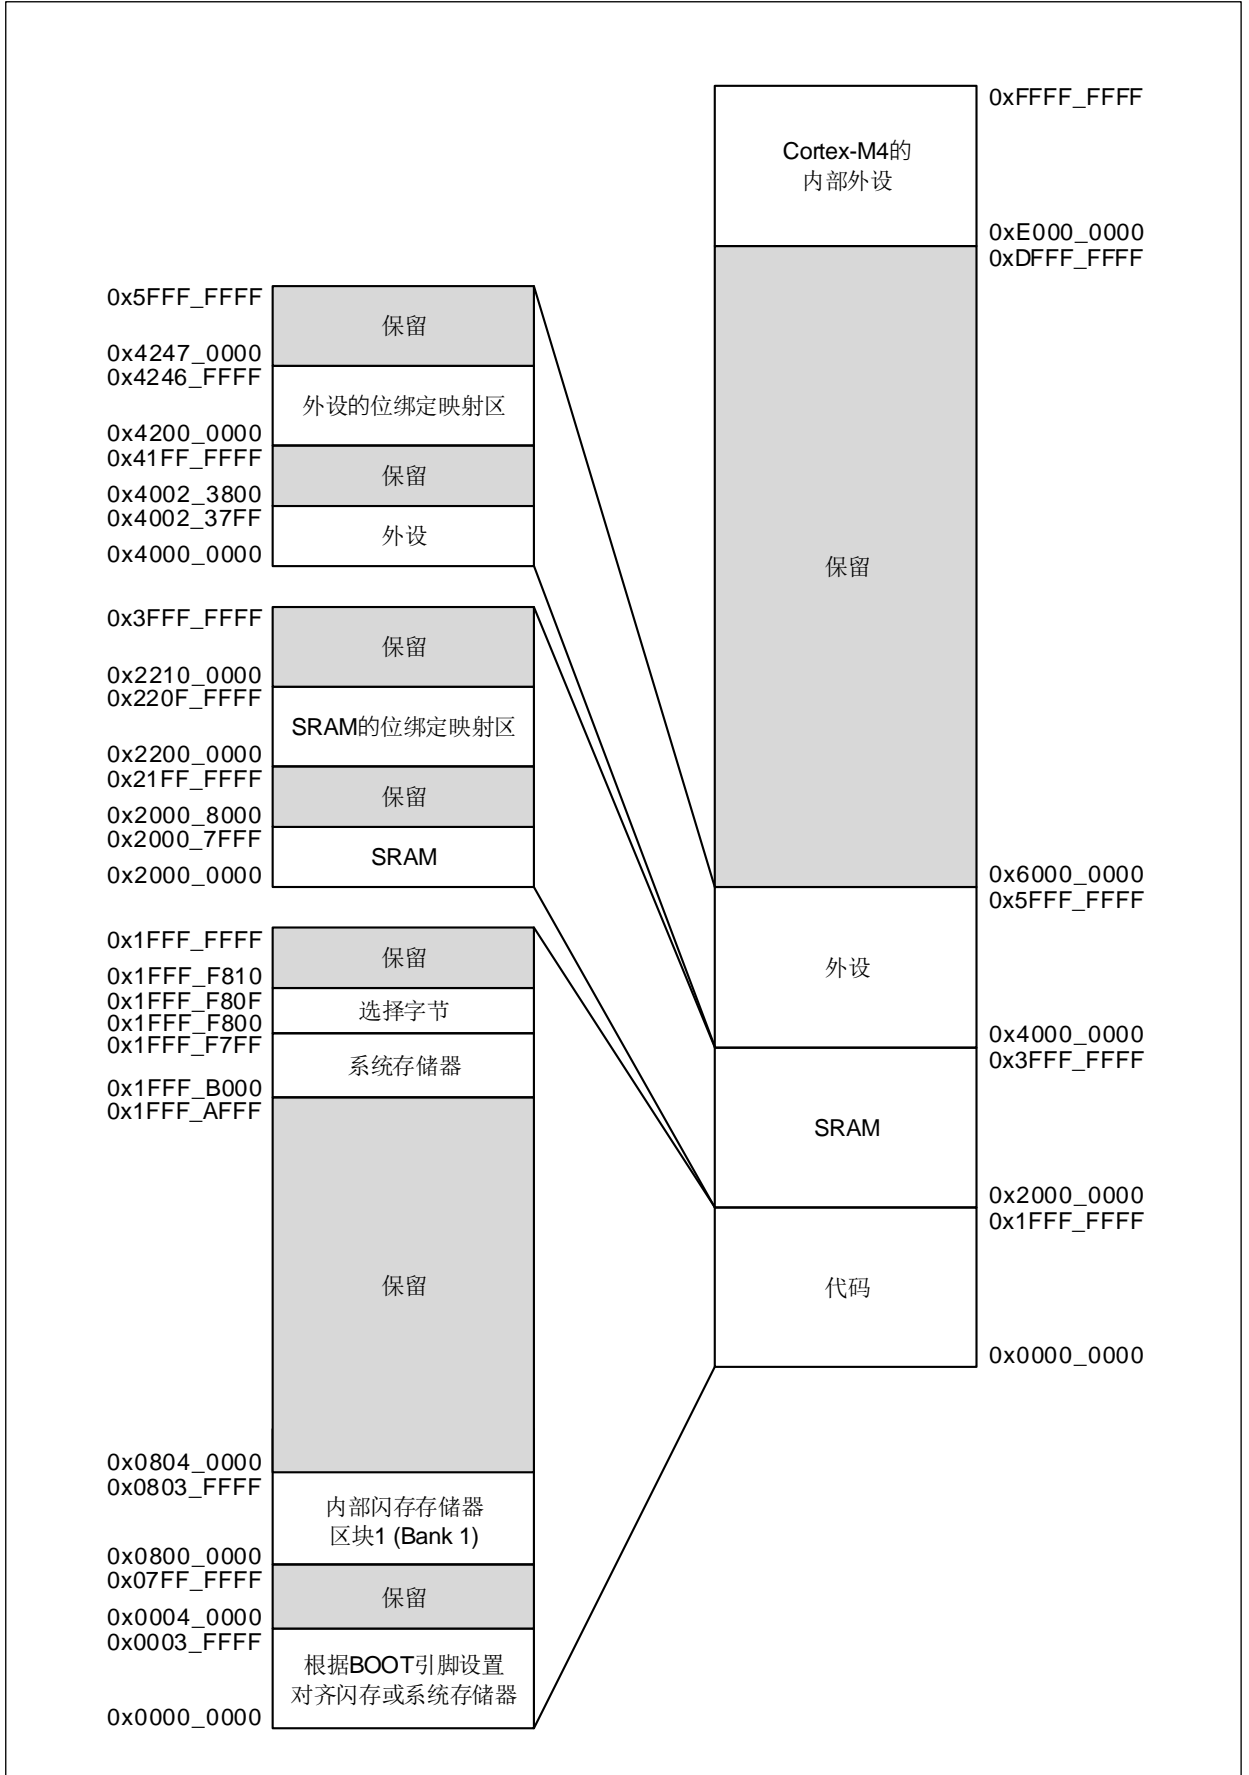 0xFFFF_FFFF
Cortex-M4的
内部外设
0xE000_0000
0xDFFF_FFFF
保留
0x6000_0000
0x5FFF_FFFF
外设
0x4000_0000
0x3FFF_FFFF
SRAM
0x2000_0000
0x1FFF_FFFF
代码
0x0000_0000
0x5FFF_FFFF
保留
0x4247_0000
0x4246_FFFF
外设的位绑定映射区
0x4200_0000
0x41FF_FFFF
保留
0x4002_3800
0x4002_37FF
外设
0x4000_0000
0x3FFF_FFFF
保留
0x2210_0000
0x220F_FFFF
SRAM的位绑定映射区
0x2200_0000
0x21FF_FFFF
保留
0x2000_8000
0x2000_7FFF
SRAM
0x2000_0000
0x1FFF_FFFF
保留
0x1FFF_F810
0x1FFF_F80F
选择字节
0x1FFF_F800
0x1FFF_F7FF
系统存储器
0x1FFF_B000
0x1FFF_AFFF
保留
0x0804_0000
0x0803_FFFF
内部闪存存储器
区块1 (Bank 1)
0x0800_0000
0x07FF_FFFF
保留
0x0004_0000
0x0003_FFFF
根据BOOT引脚设置
对齐闪存或系统存储器
0x0000_0000